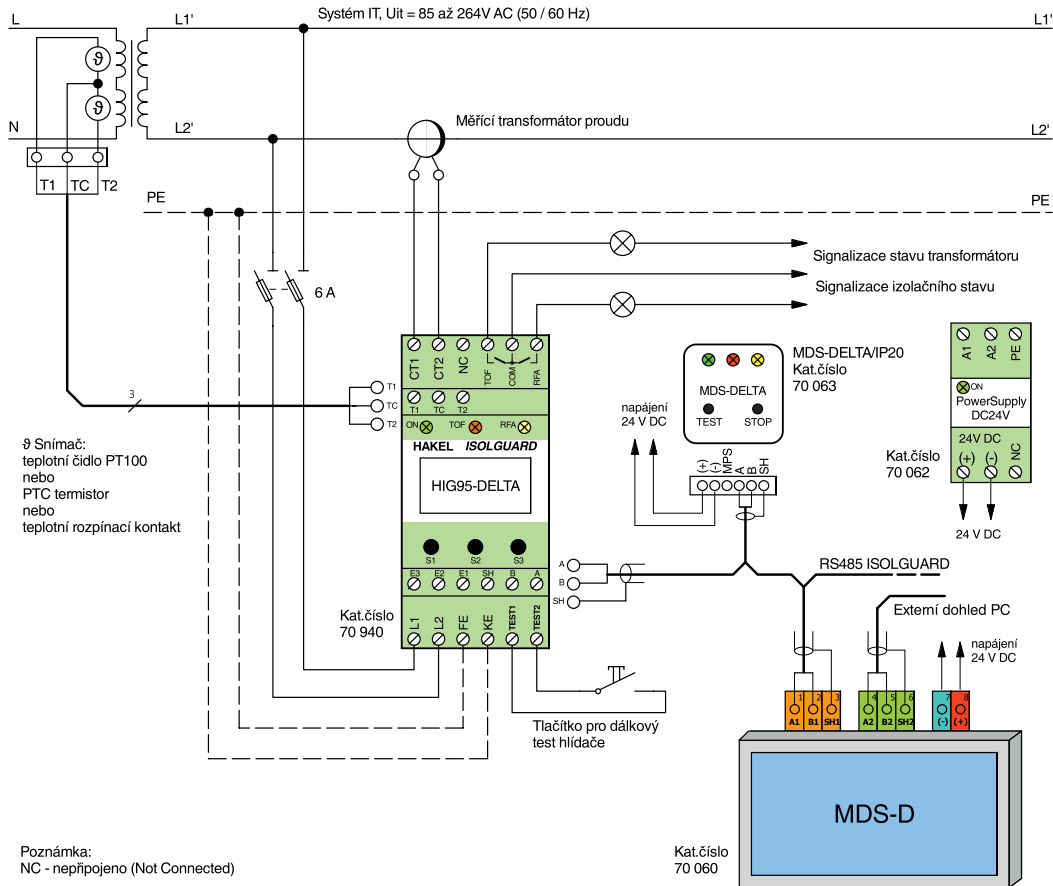 L
L1'
Systém IT, Uit = 85 až 264V AC (50 / 60 Hz)
L1'
ϑ
ϑ
N
L2'
Měřící transformátor proudu
L2'
T1 TC T2
PE
PE
Signalizace stavu transformátoru
Signalizace izolačního stavu
6 A
CT1 CT2 NC TOF COM RFA
T1
TC
T2
3
T1 TC T2
ON TOF RFA
HAKEL ISOLGUARD
HIG95-DELTA
S1 S2 S3
E3 E2 E1 SH B A
L1 L2 FE KE TEST1 TEST2
Kat.číslo
70 940
ϑ Snímač:
teplotní čidlo PT100
nebo
PTC termistor
nebo
teplotní rozpínací kontakt
MDS-DELTA
TEST STOP
MDS-DELTA/IP20
Kat.číslo
70 063
napájení
24 V DC
(+) (-) MPS A B SH
A1 A2 PE
ON
PowerSupply
DC24V
24V DC
(+) (-) NC
Kat.číslo
70 062
24 V DC
A
B
SH
RS485 ISOLGUARD
Externí dohled PC
napájení
24 V DC
1 2 3 4 5 6 7 8
A1 B1 SH1 A2 B2 SH2 (-) (+)
Tlačítko pro dálkový
test hlídače
MDS-D
Kat.číslo
70 060
Poznámka:
NC - nepřipojeno (Not Connected)